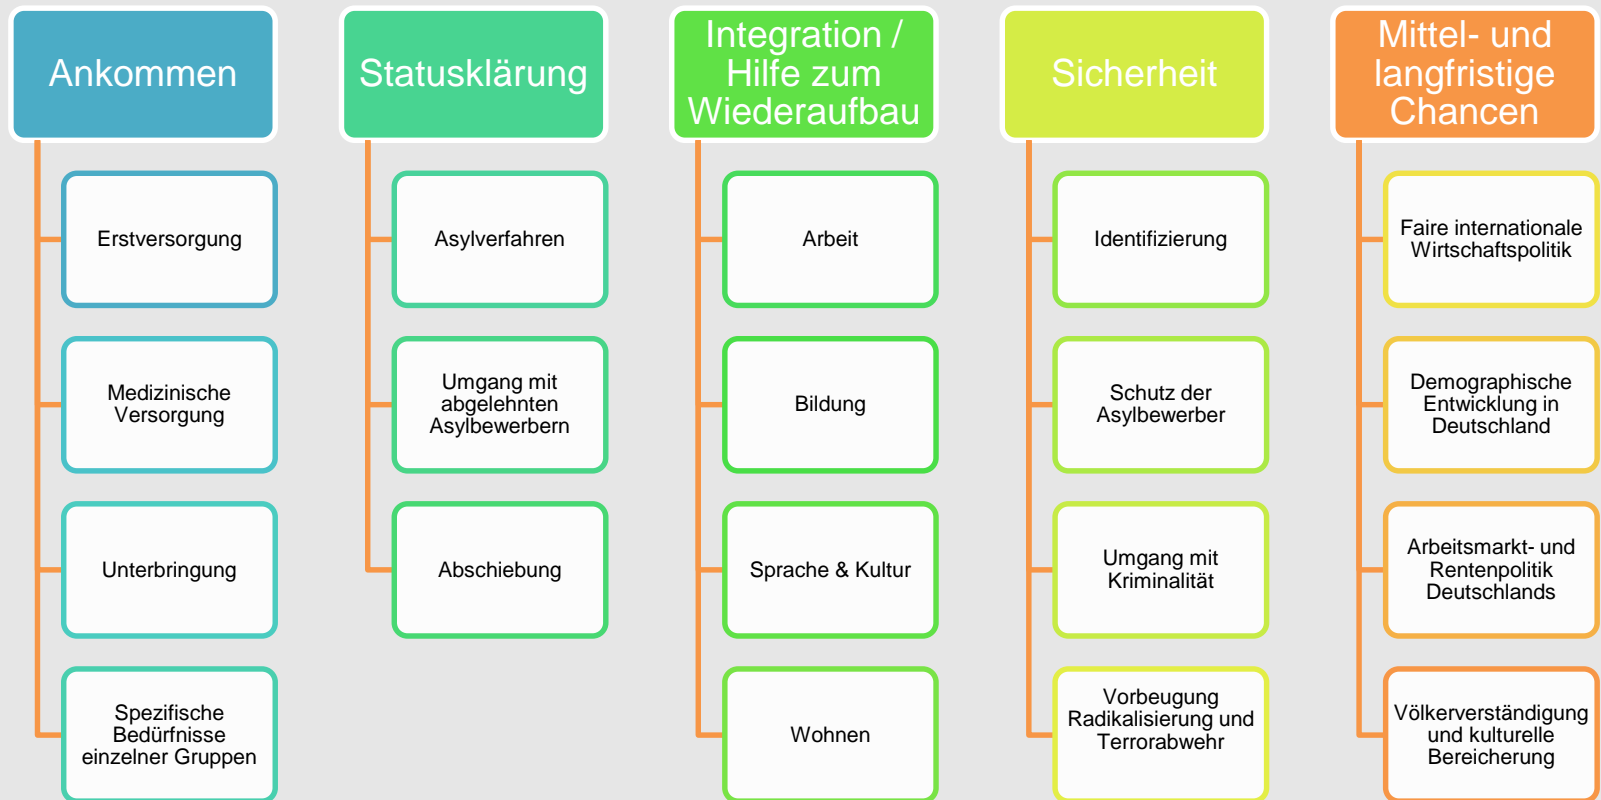 Ankommen
Erstversorgung
Medizinische
Versorgung
Unterbringung
Spezifische
Bedürfnisse
einzelner Gruppen
Statusklärung
Asylverfahren
Umgang mit
abgelehnten
Asylbewerbern
Abschiebung
Integration /
Hilfe zum
Wiederaufbau
Arbeit
Bildung
Sprache & Kultur
Wohnen
Sicherheit
Identifizierung
Schutz der
Asylbewerber
Umgang mit
Kriminalität
Vorbeugung
Radikalisierung und
Terrorabwehr
Mittel- und
langfristige
Chancen
Faire internationale
Wirtschaftspolitik
Demographische
Entwicklung in
Deutschland
Arbeitsmarkt- und
Rentenpolitik
Deutschlands
Völkerverständigung
und kulturelle
Bereicherung